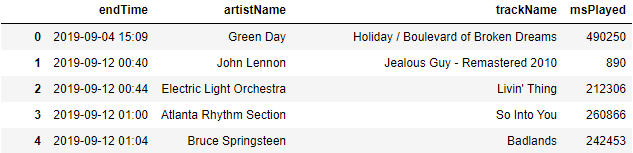 endTime artistName trackName msPlayed
0 2019-09-04 15:09 Green Day Holiday / Boulevard of Broken Dreams 490250
1 2019-09-12 00:40 John Lennon Jealous Guy - Remastered 2010 890
2 2019-09-12 00:44 Electric Light Orchestra Livin' Thing 212306
3 2019-09-12 01:00 Atlanta Rhythm Section So Into You 260866
4 2019-09-12 01:04 Bruce Springsteen Badlands 242453